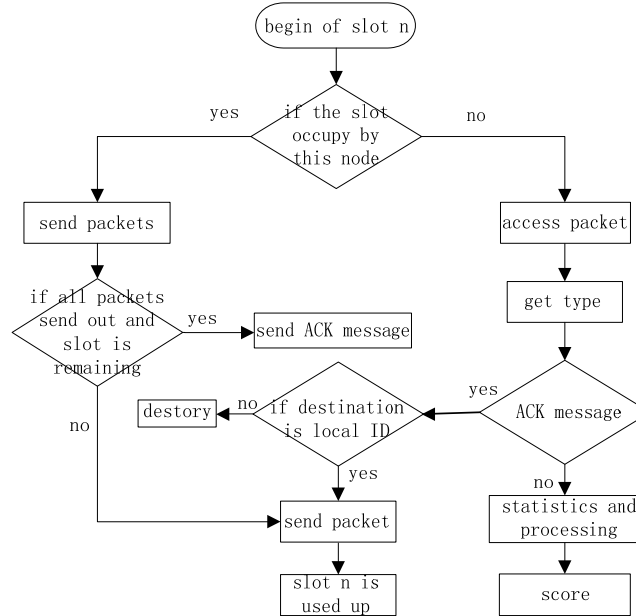 begin of slot n
yes
if the slot
occupy by
this node
no
send packets
access packet
if all packets
send out and
slot is
remaining
yes
send ACK message
get type
destory
no
if destination
is local ID
yes
ACK message
no
yes
send packet
no
statistics and
processing
slot n is
used up
score